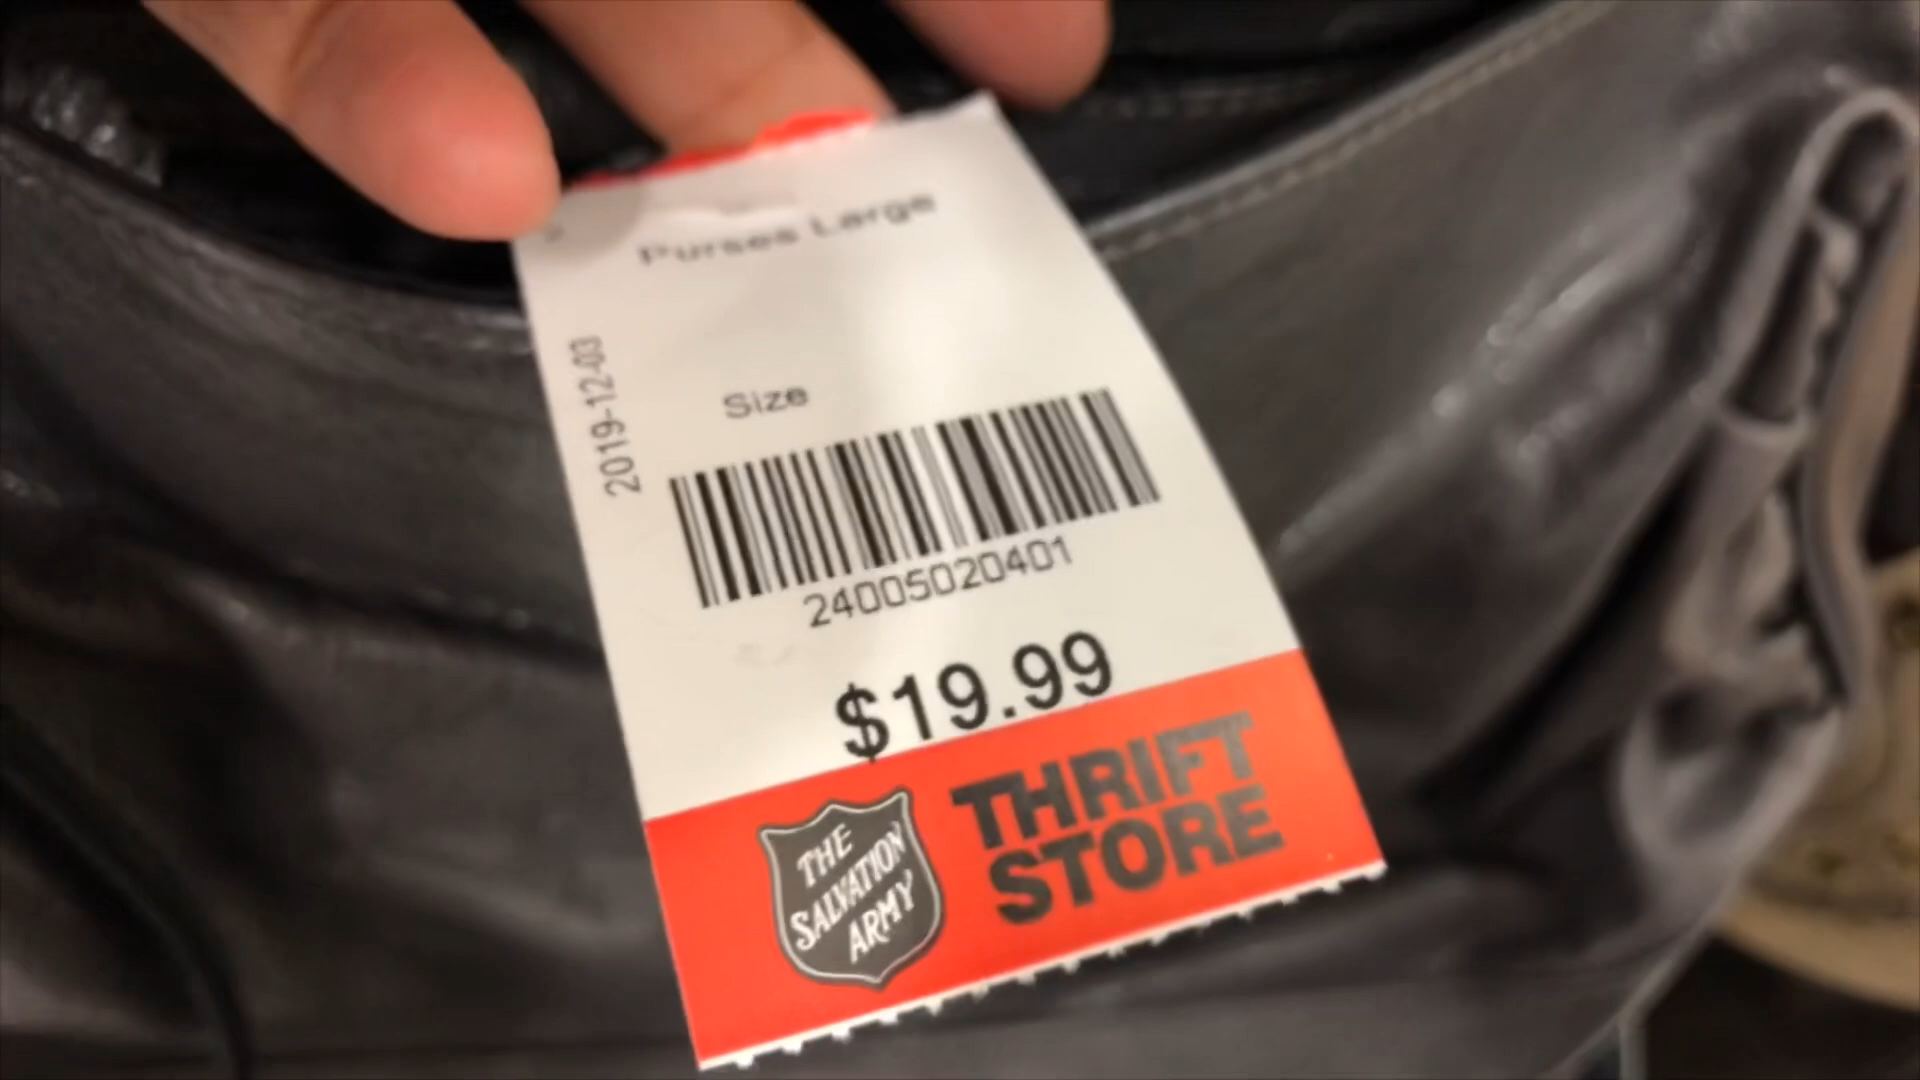 Purses Large
2019-12-03
Size
24005020401
$19.99
THE
SALVATION
ARMY
THRIFT
STORE